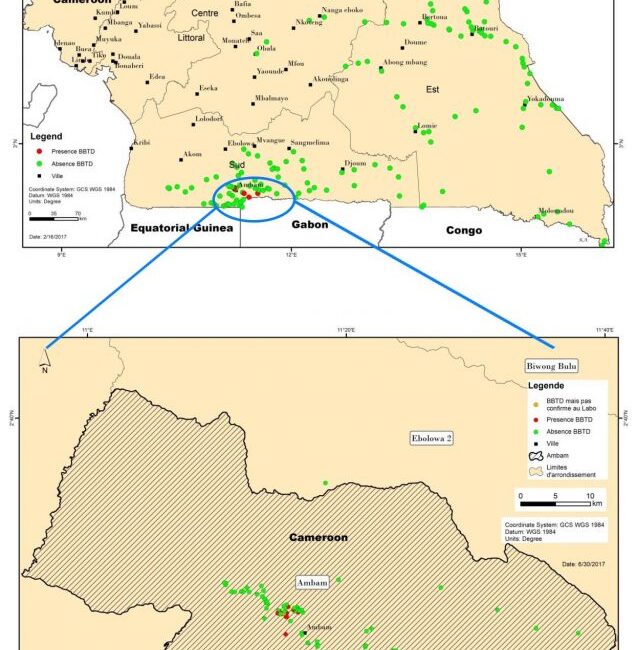 Cameroon
Loum
Kumba
Mbanga
Yabassi
Muyuka
Idenao
Buea
Tiko
Douala
Limbe
Bonaberi
Centre
Littoral
Bafia
Ombesa
Nanga eboko
Nkoteng
Saa
Monatele
Obala
Mfou
Yaounde
Akonolinga
Mbalmayo
Edea
Eseka
Lolodorf
Kribi
Akom
Ebolowa
Mvangue
Sangmelima
Sud
Ambam
Djoum
Bertoua
Batouri
Doume
Abong mbang
Est
Yokadouma
Lomie
Moloundou
Legend
Presence BBTD
Absence BBTD
Ville
Coordinate System: GCS WGS 1984
Datum: WGS 1984
Units: Degree
0 35 70
km
Date: 2/16/2017
3°N
3°N
Equatorial Guinea
Gabon
Congo
9°E
12°E
15°E
11°E
11°20'E
11°40'E
N
2°40'N
2°40'N
Biwong Bulu
Legende
BBTD mais pas
confirme au Labo
Presence BBTD
Absence BBTD
Ville
Ambam
Limites
d'arrondissement
0 5 10
km
Coordinate System: GCS WGS 1984
Datum: WGS 1984
Units: Degree
Date: 6/30/2017
Ebolowa 2
Cameroon
Ambam
Ambam